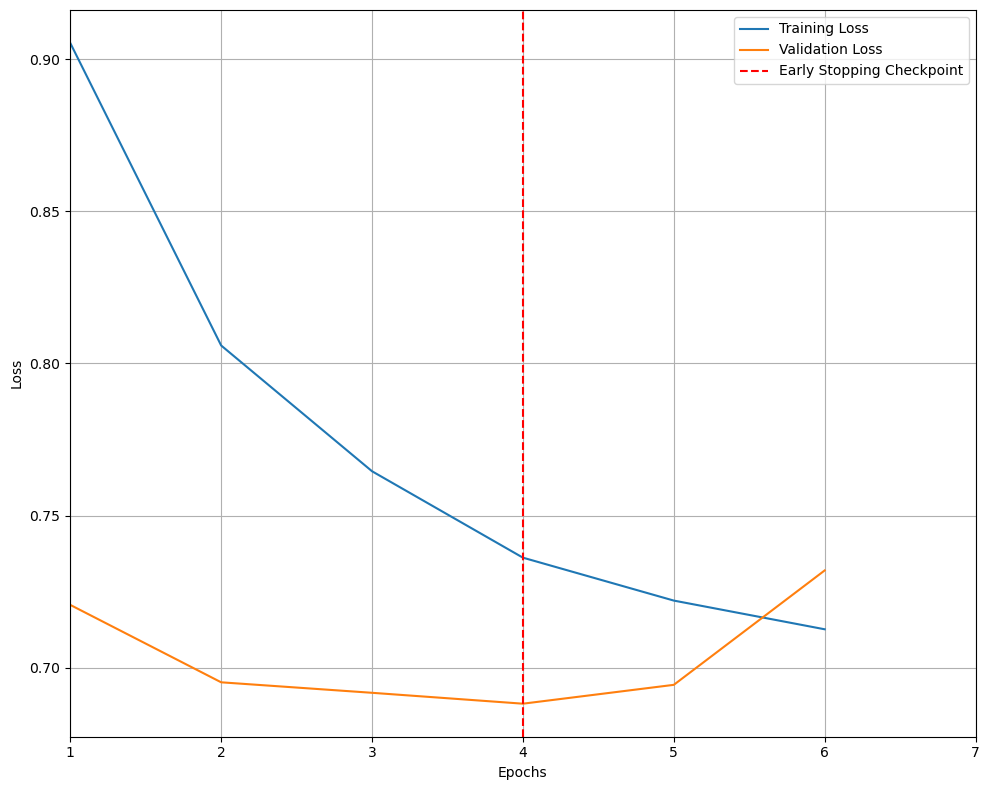 Training Loss
Validation Loss
Early Stopping Checkpoint
0.90
0.85
0.80
0.75
0.70
Loss
1 2 3 4 5 6 7
Epochs